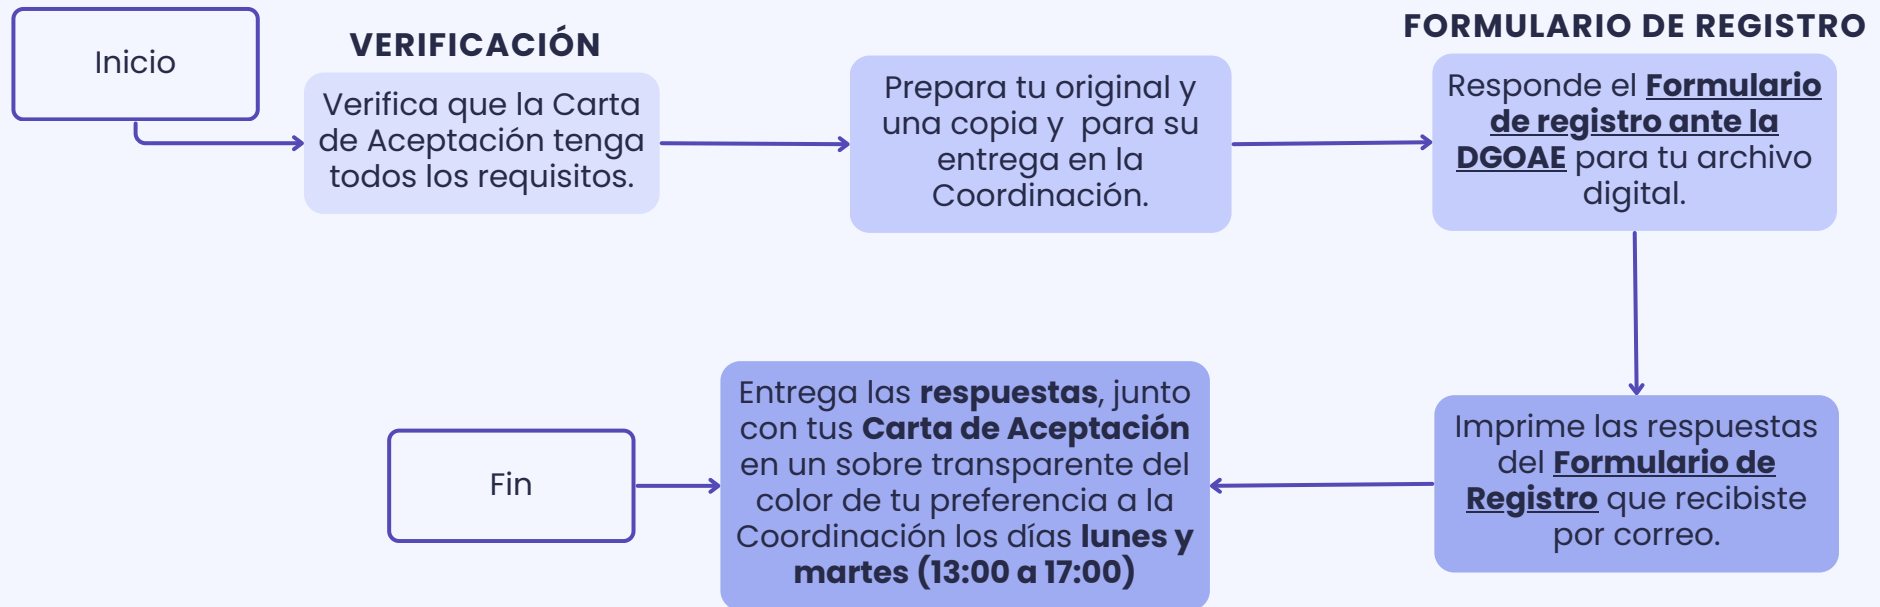 Inicio
VERIFICACIÓN
Verifica que la Carta
de Aceptación tenga
todos los requisitos.
Prepara tu original y
una copia y  para su
entrega en la
Coordinación.
FORMULARIO DE REGISTRO
Responde el Formulario
de registro ante la
DGOAE para tu archivo
digital.
Imprime las respuestas
del Formulario de
Registro que recibiste
por correo.
Entrega las respuestas, junto
con tus Carta de Aceptación
en un sobre transparente del
color de tu preferencia a la
Coordinación los días lunes y
martes (13:00 a 17:00)
Fin